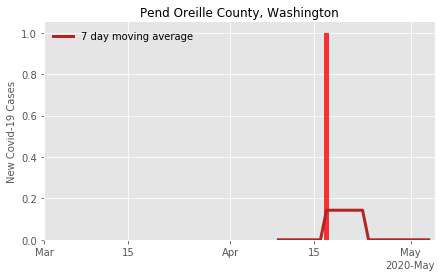 Pend Oreille County, Washington
7 day moving average
New Covid-19 Cases
1.0
0.8
0.6
0.4
0.2
0.0
Mar 15 Apr 15 May
2020-May